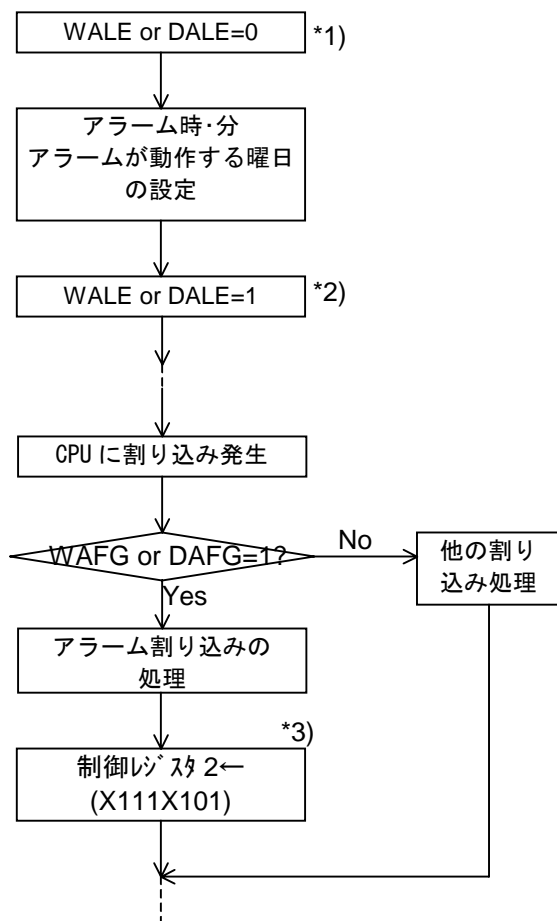 WALE or DALE=0
*1)
アラーム時･分
アラームが動作する曜日
の設定
WALE or DALE=1
*2)
CPU に割り込み発生
WAFG or DAFG=1?
No
他の割り
込み処理
Yes
アラーム割り込みの
処理
*3)
制御ﾚｼﾞｽﾀ 2←
(X111X101)